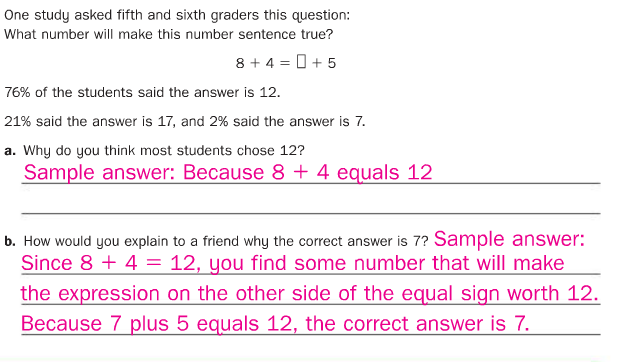 One study asked fifth and sixth graders this question:
What number will make this number sentence true?
8 + 4 = □ + 5
76% of the students said the answer is 12.
21% said the answer is 17, and 2% said the answer is 7.
a. Why do you think most students chose 12?
Sample answer: Because 8 + 4 equals 12
b. How would you explain to a friend why the correct answer is 7? Sample answer:
Since 8 + 4 = 12, you find some number that will make
the expression on the other side of the equal sign worth 12.
Because 7 plus 5 equals 12, the correct answer is 7.